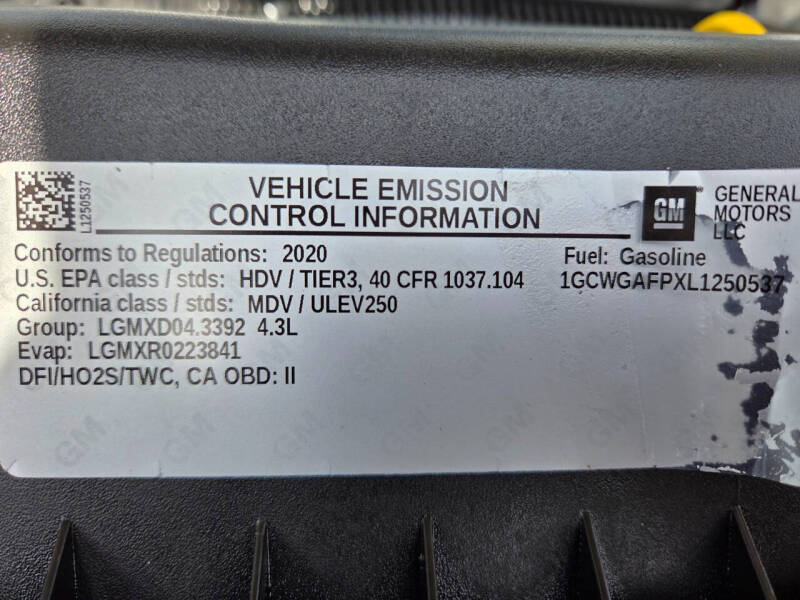 L1250537
VEHICLE EMISSION
CONTROL INFORMATION
GM
GENERAL
MOTORS
LLC
Conforms to Regulations: 2020
Fuel: Gasoline
U.S. EPA class / stds: HDV / TIER3, 40 CFR 1037.104
1GCWGAFPXL1250537
California class / stds: MDV / ULEV250
Group: LGMXD04.3392 4.3L
Evap: LGMXR0223841
DFI/HO2S/TWC, CA OBD: II